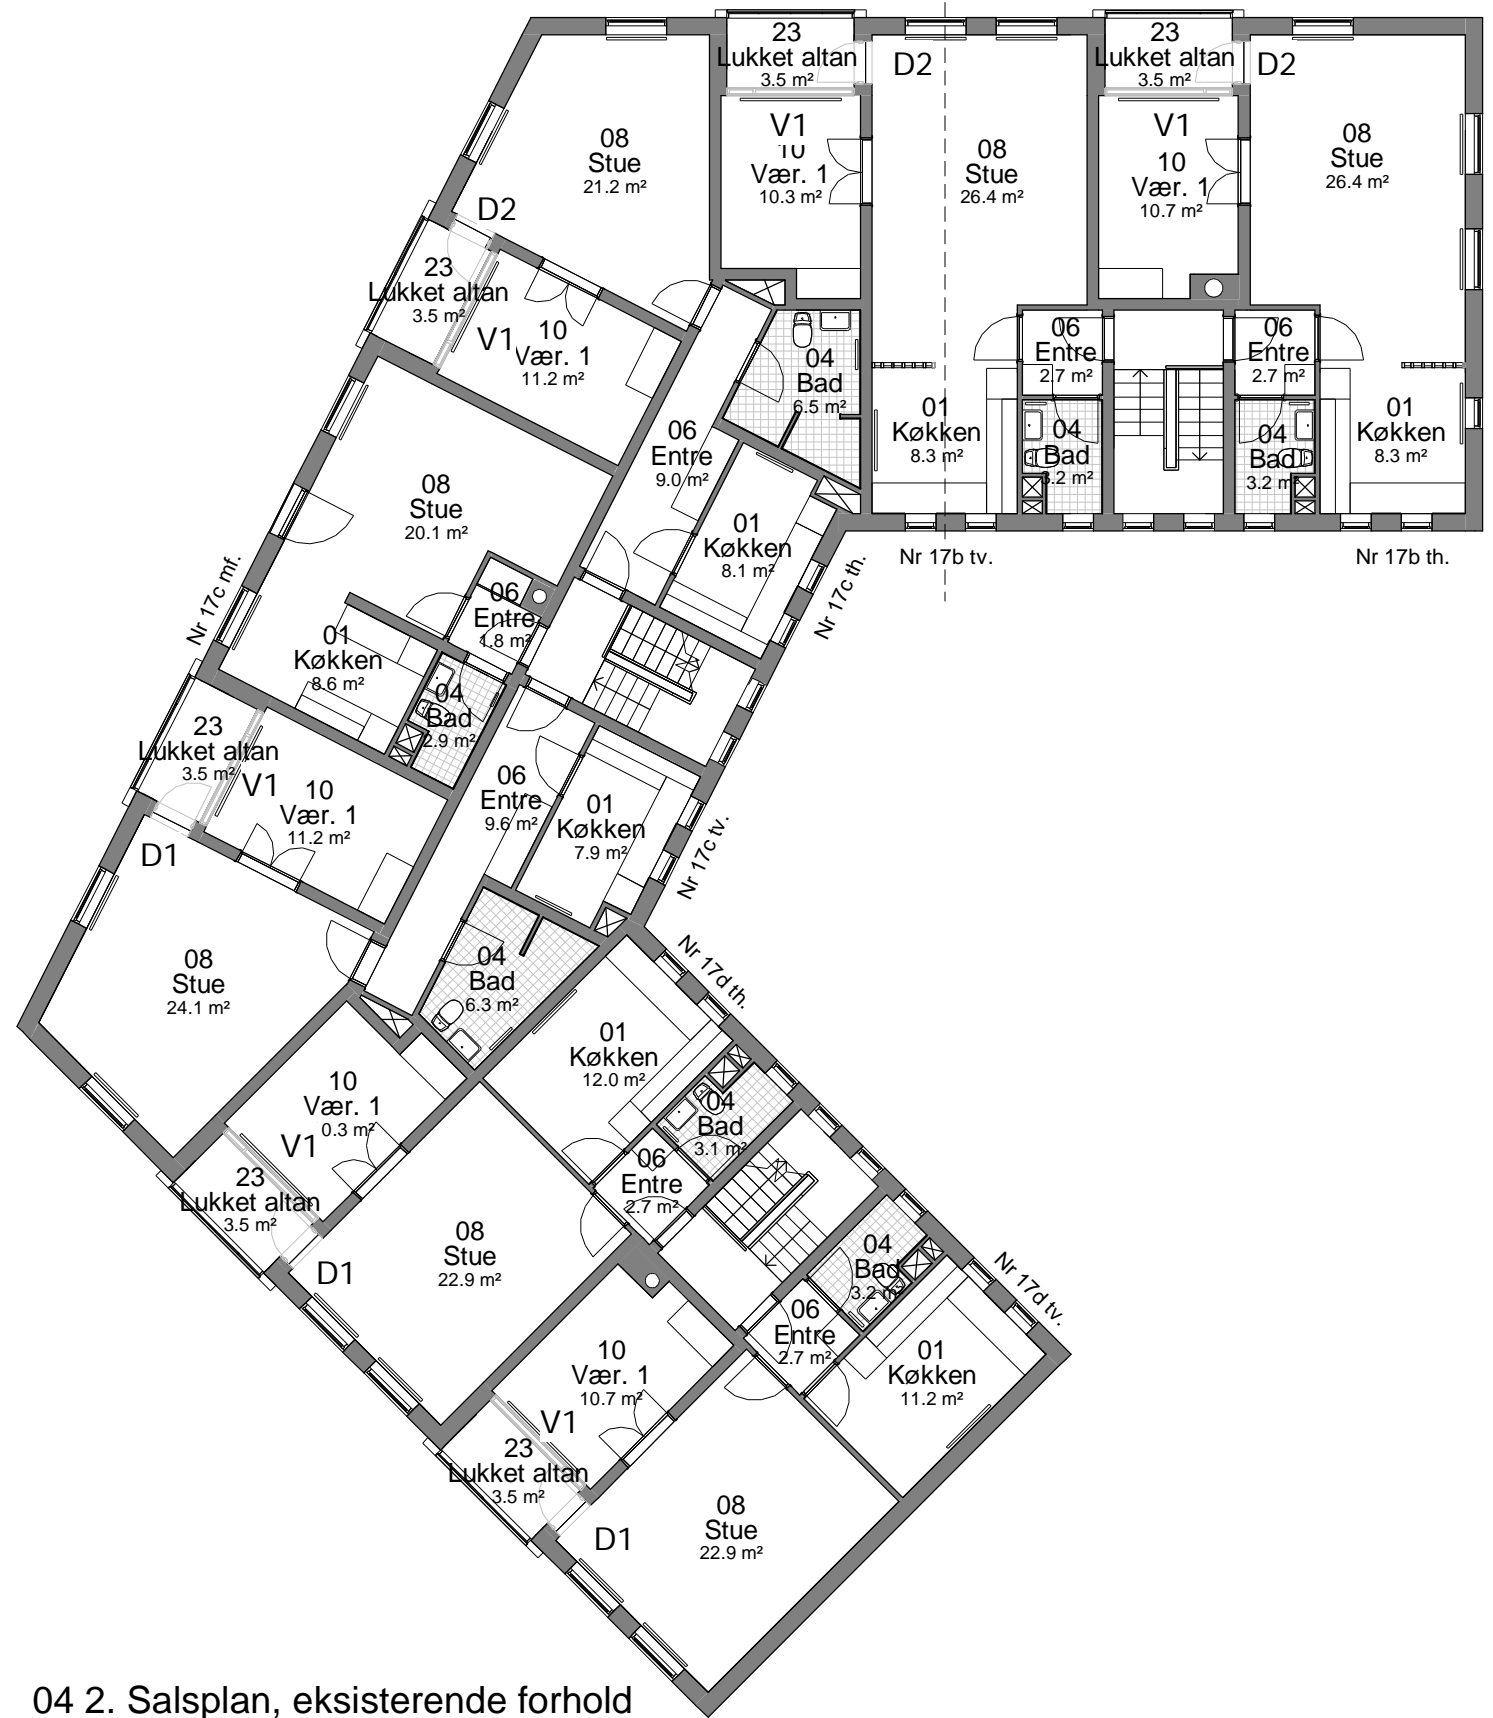 23
Lukket altan
3.5 m²
D2
23
Lukket altan
3.5 m²
D2
08
Stue
21.2 m²
V1
10
Vær. 1
10.3 m²
08
Stue
26.4 m²
V1
10
Vær. 1
10.7 m²
08
Stue
26.4 m²
D2
23
Lukket altan
3.5 m²
V1
10
Vær. 1
11.2 m²
04
Bad
6.5 m²
06
Entre
2.7 m²
06
Entre
2.7 m²
01
Køkken
8.3 m²
04
Bad
3.2 m²
04
Bad
3.2 m²
01
Køkken
8.3 m²
06
Entre
9.0 m²
08
Stue
20.1 m²
01
Køkken
8.1 m²
Nr 17b tv.
Nr 17b th.
Nr 17c mf.
Nr 17c th.
06
Entre
1.8 m²
01
Køkken
8.6 m²
04
Bad
2.9 m²
23
Lukket altan
3.5 m²
V1
10
Vær. 1
11.2 m²
06
Entre
9.6 m²
01
Køkken
7.9 m²
Nr 17c tv.
D1
08
Stue
24.1 m²
04
Bad
6.3 m²
Nr 17d th.
01
Køkken
12.0 m²
10
Vær. 1
0.3 m²
V1
04
Bad
3.1 m²
23
Lukket altan
3.5 m²
06
Entre
2.7 m²
08
Stue
22.9 m²
D1
04
Bad
3.2 m²
Nr 17d tv.
06
Entre
2.7 m²
10
Vær. 1
10.7 m²
01
Køkken
11.2 m²
V1
23
Lukket altan
3.5 m²
08
Stue
22.9 m²
D1
04 2. Salsplan, eksisterende forhold